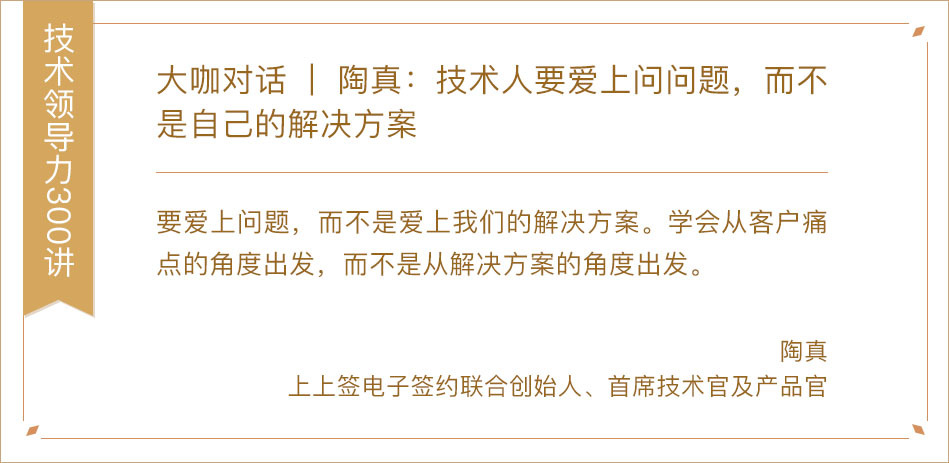 技术领导力300讲
大咖对话 | 陶真：技术人要爱上问问题，而不
是自己的解决方案
要爱上问题，而不是爱上我们的解决方案。学会从客户痛
点的角度出发，而不是从解决方案的角度出发。
陶真
上上签电子签约联合创始人、首席技术官及产品官